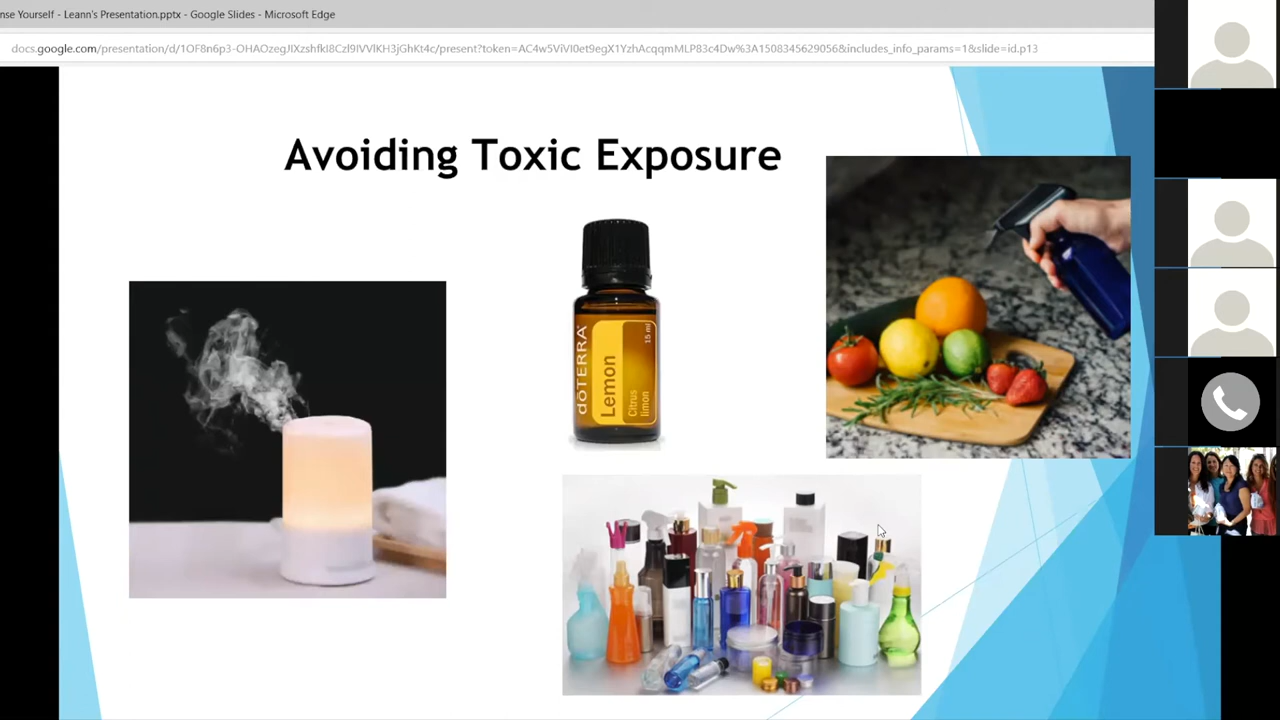 nse Yourself - Leann's Presentation.pptx - Google Slides - Microsoft Edge
docs.google.com/presentation/d/1OF8n6p3-OHAOzegJIXzshfkI8CzI9IVVlKH3jGhKt4c/present?token=AC4w5ViVI0et9egX1YzhAcqqmMLP83c4Dw%3A1508345629056&includes_info_params=1&slide=id.p13
Avoiding Toxic Exposure
dōTERRA
Lemon
Citrus
limon
15 ml